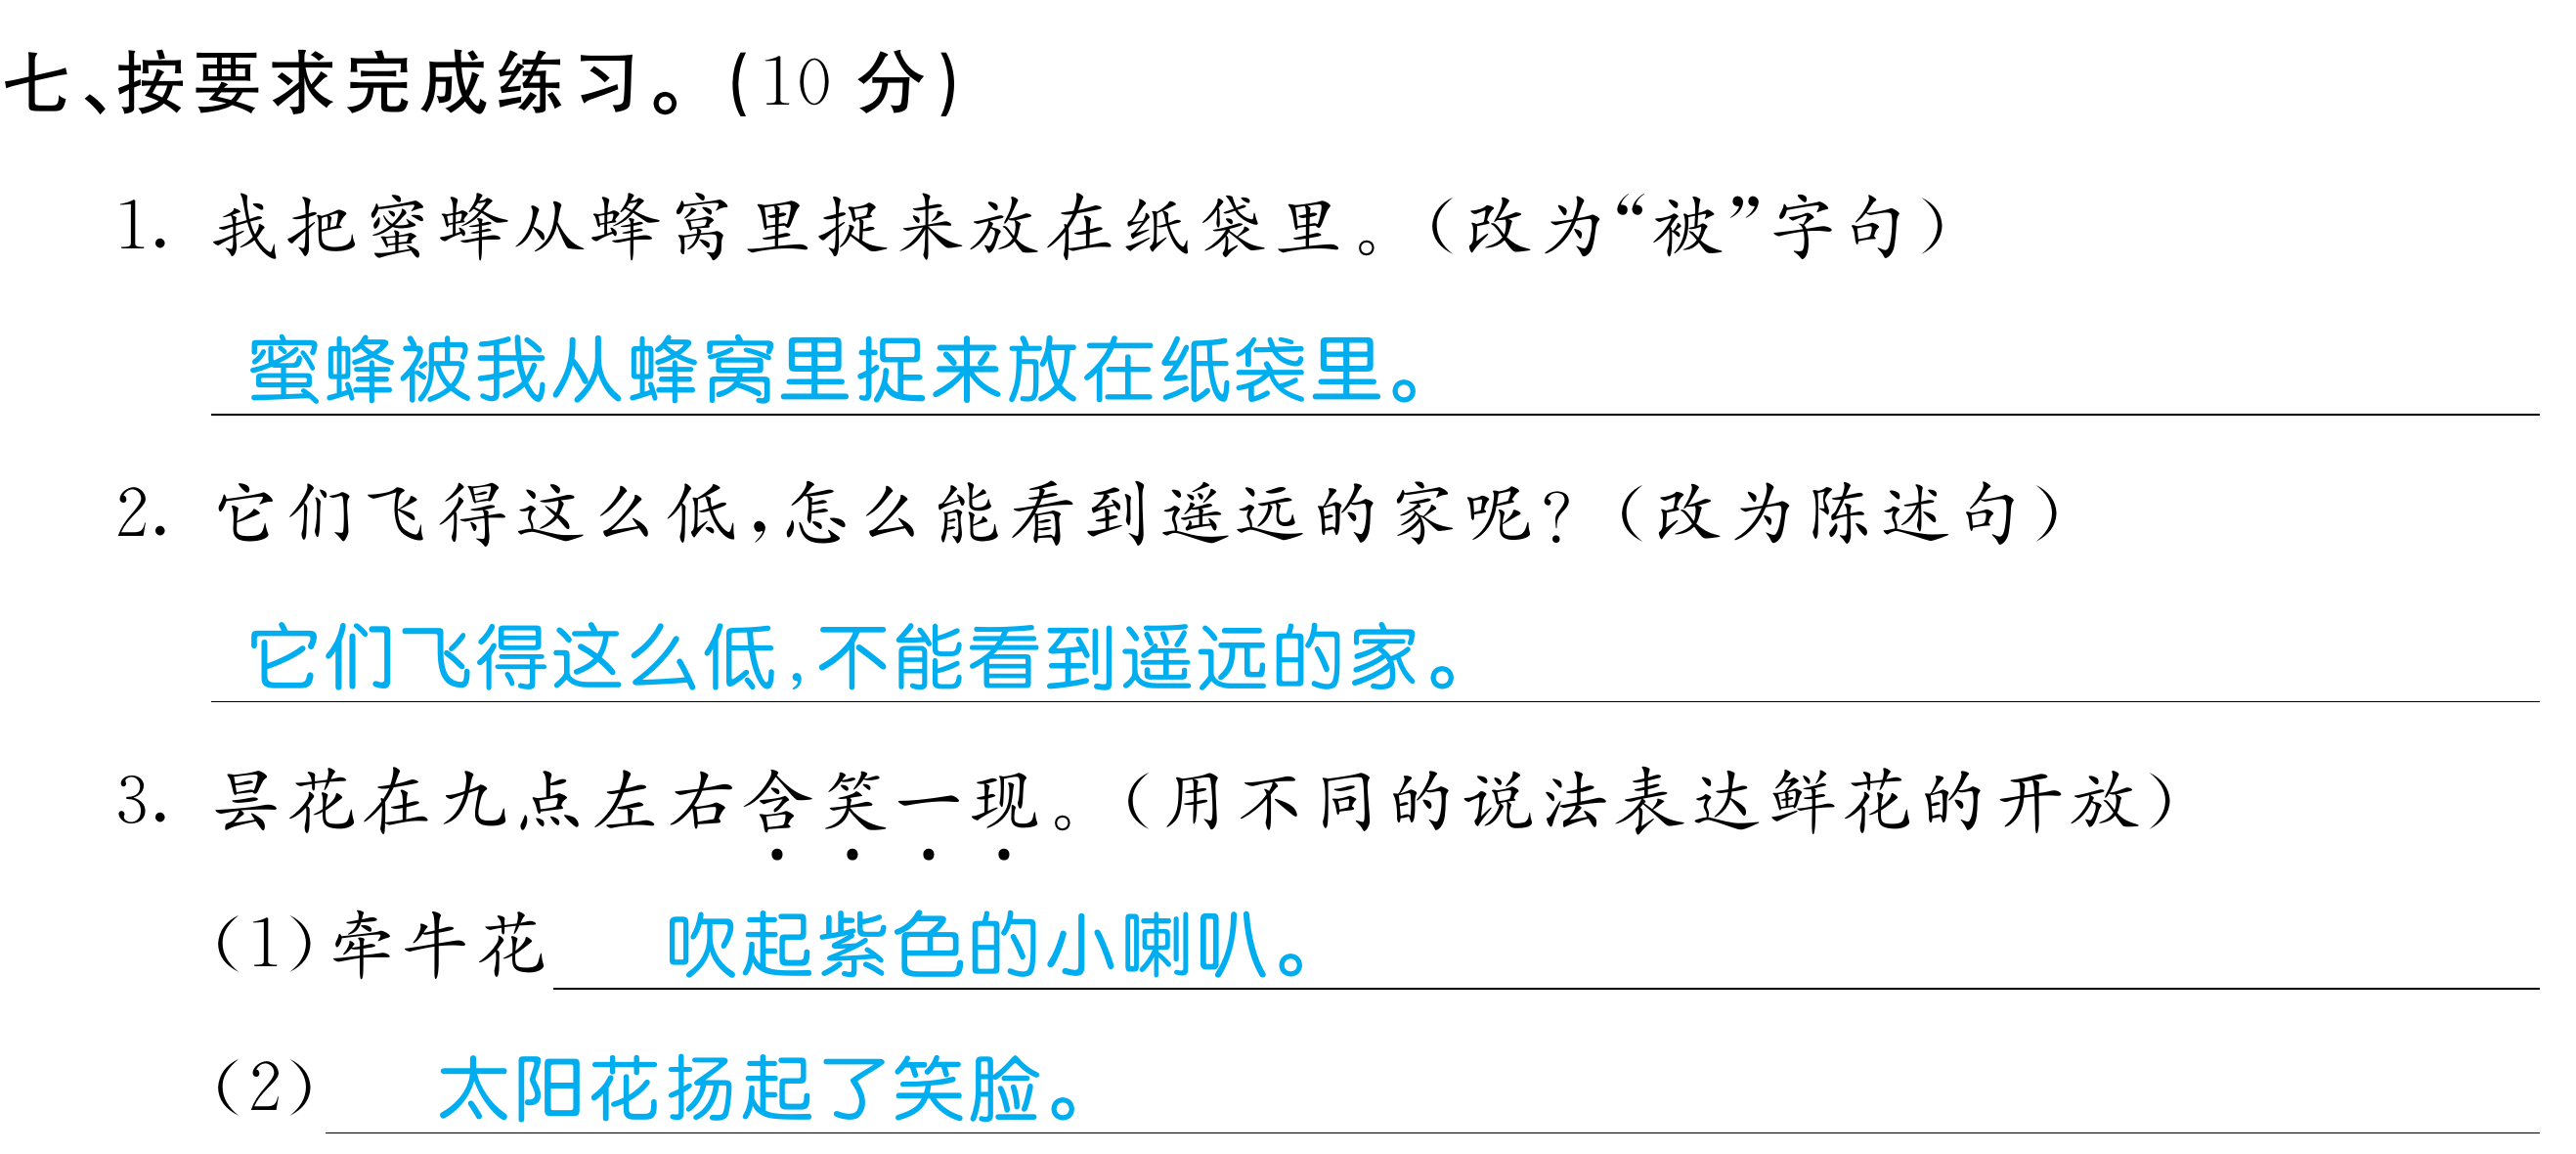 七、按要求完成练习。(10 分)
1. 我把蜜蜂从蜂窝里捉来放在纸袋里。(改为“被”字句)
蜜蜂被我从蜂窝里捉来放在纸袋里。
2. 它们飞得这么低,怎么能看到遥远的家呢?(改为陈述句)
它们飞得这么低,不能看到遥远的家。
3. 昙花在九点左右含笑一现。(用不同的说法表达鲜花的开放)
(1)牵牛花 吹起紫色的小喇叭。
(2) 太阳花扬起了笑脸。